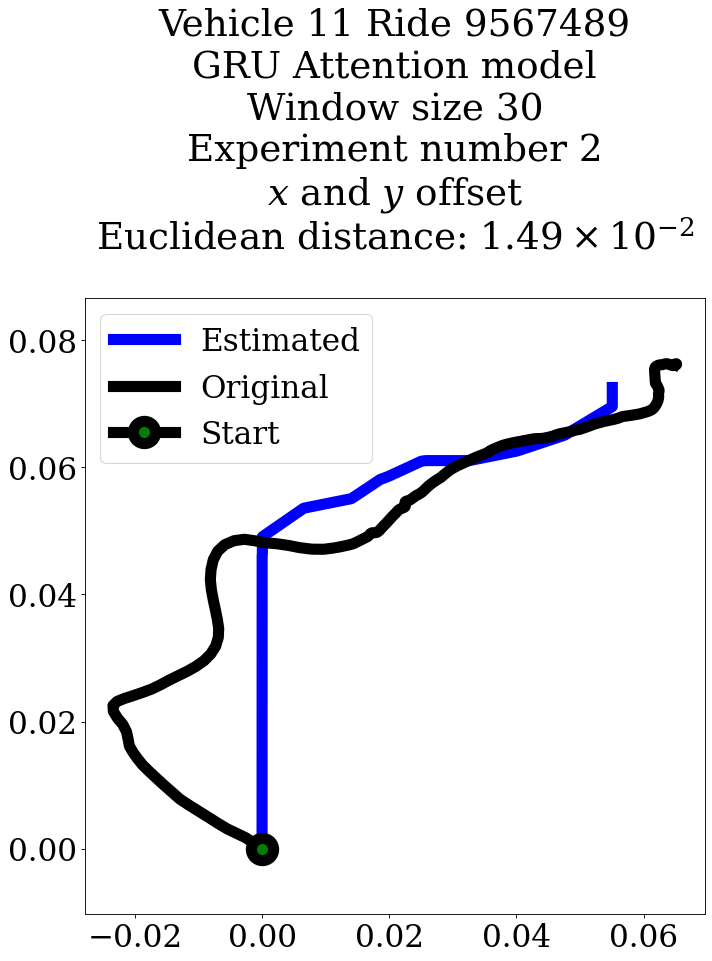 Vehicle 11 Ride 9567489
GRU Attention model
Window size 30
Experiment number 2
x and y offset
Euclidean distance: 1.49 × 10⁻²
Estimated
Original
Start
0.08
0.06
0.04
0.02
0.00
−0.02 0.00 0.02 0.04 0.06